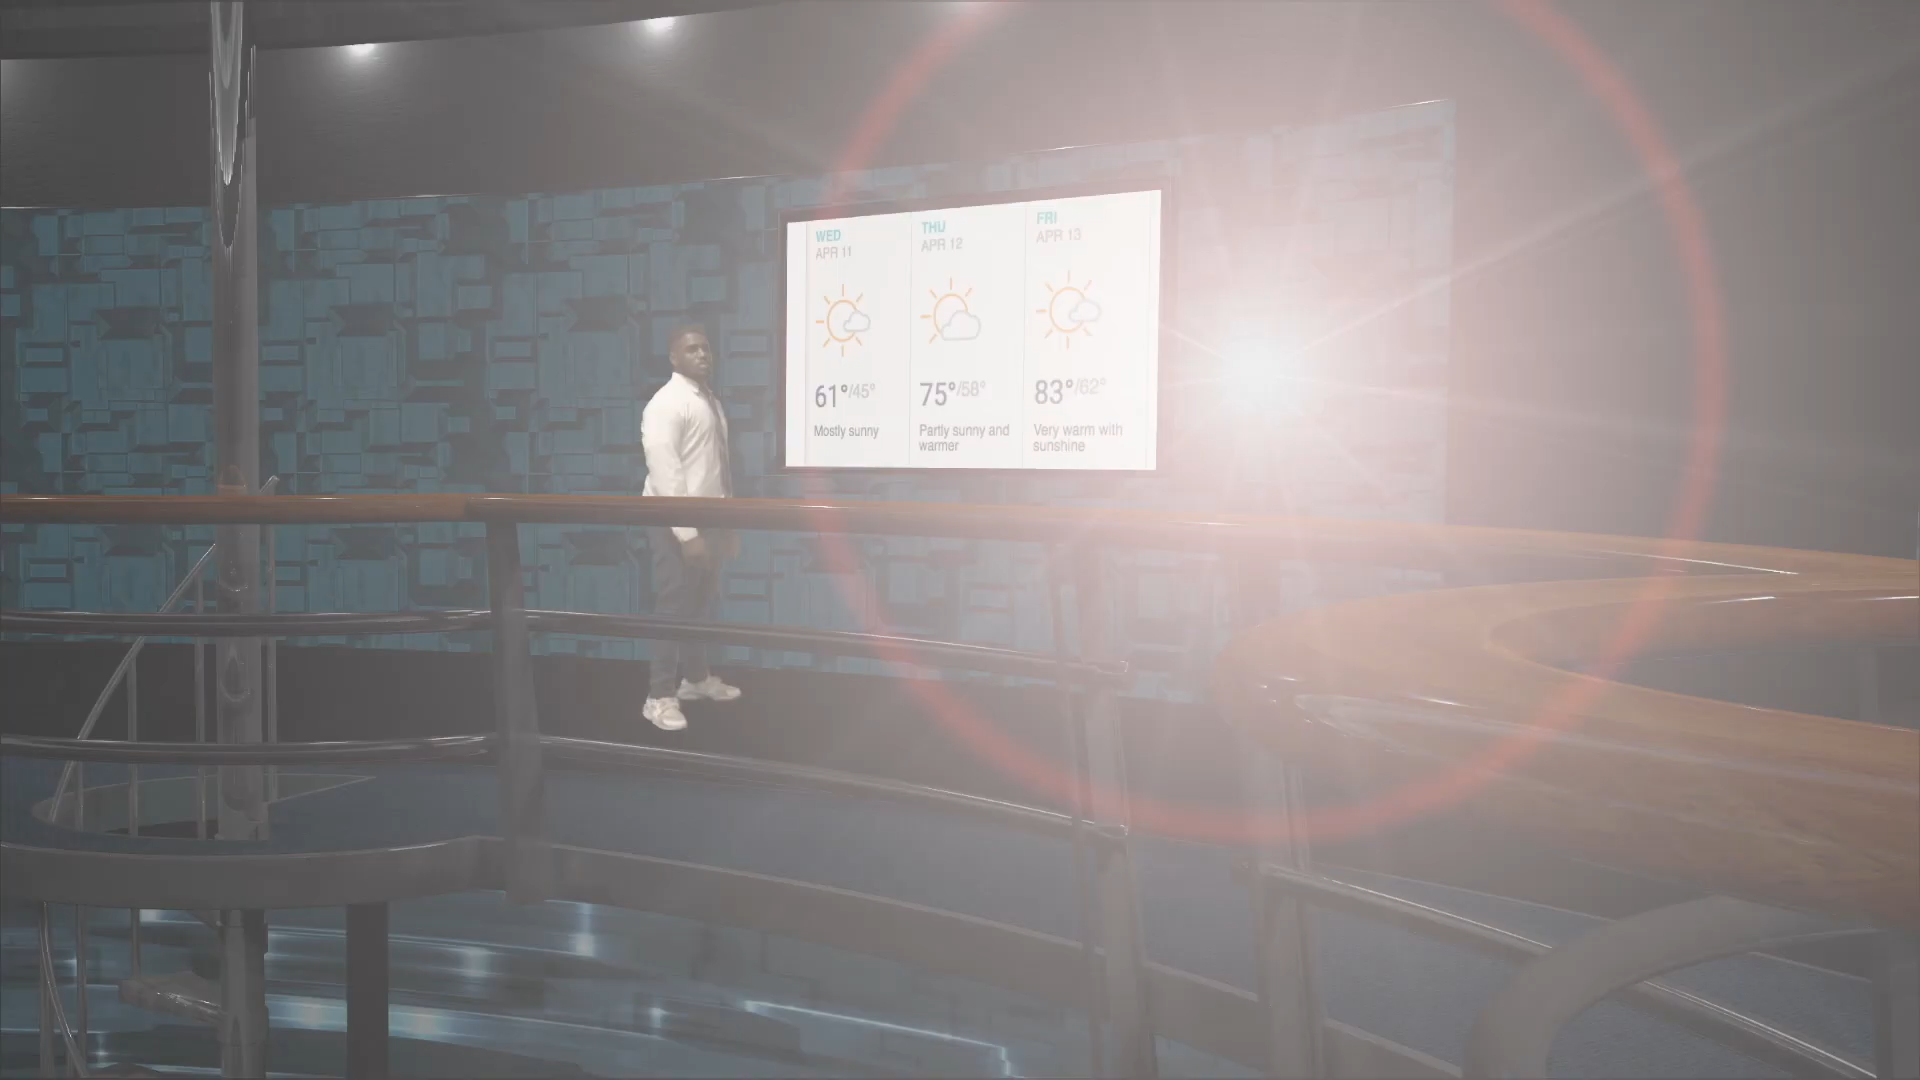 WED
APR 11
61°/45°
Mostly sunny
THU
APR 12
75°/58°
Partly sunny and
warmer
FRI
APR 13
83°/62°
Very warm with
sunshine